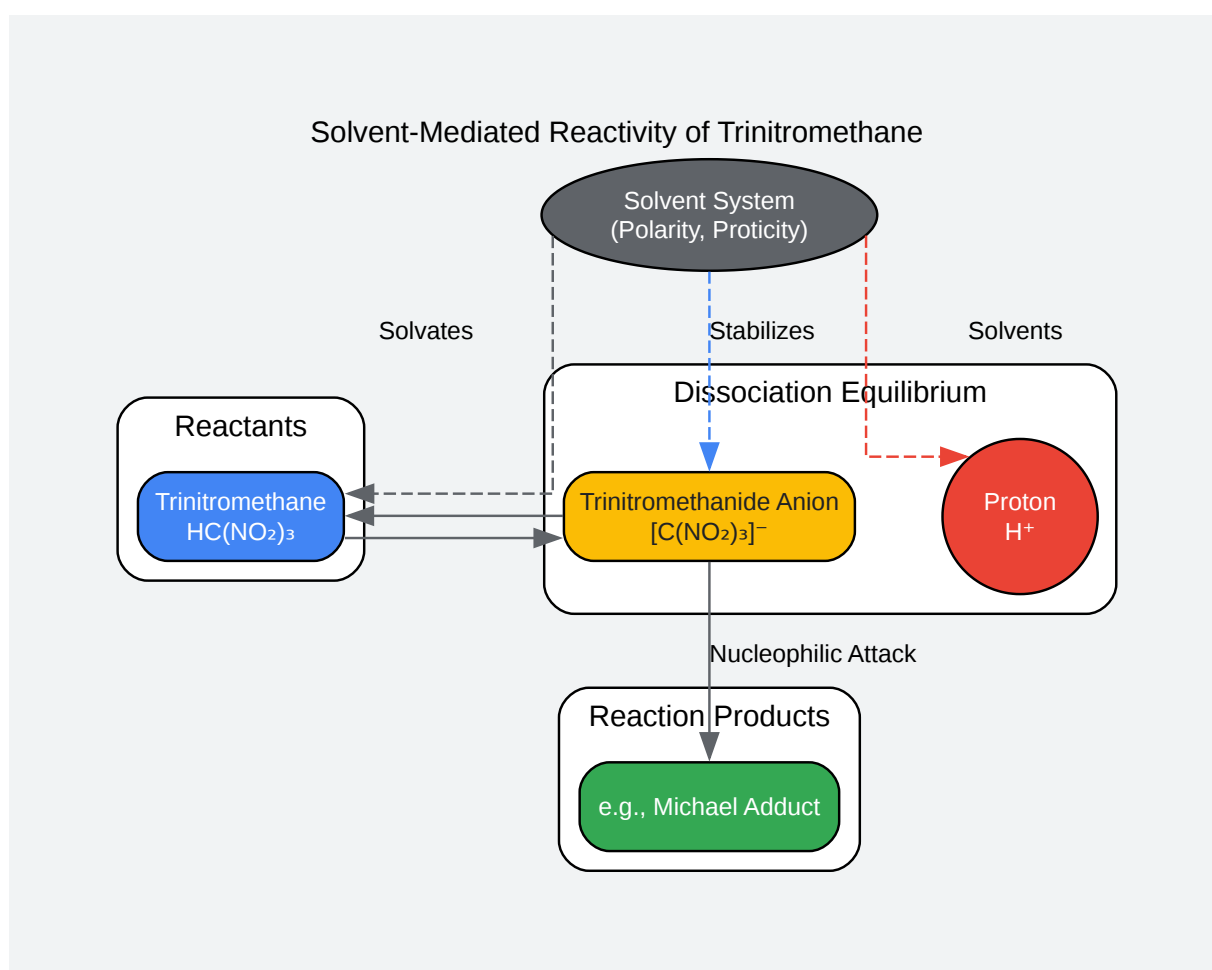 Solvent-Mediated Reactivity of Trinitromethane
Solvent System
(Polarity, Proticity)
Solvates
Stabilizes
Solvents
Dissociation Equilibrium
Reactants
Trinitromethane
HC(NO₂)₃
Trinitromethanide Anion
[C(NO₂)₃]⁻
Proton
H⁺
Nucleophilic Attack
Reaction Products
e.g., Michael Adduct